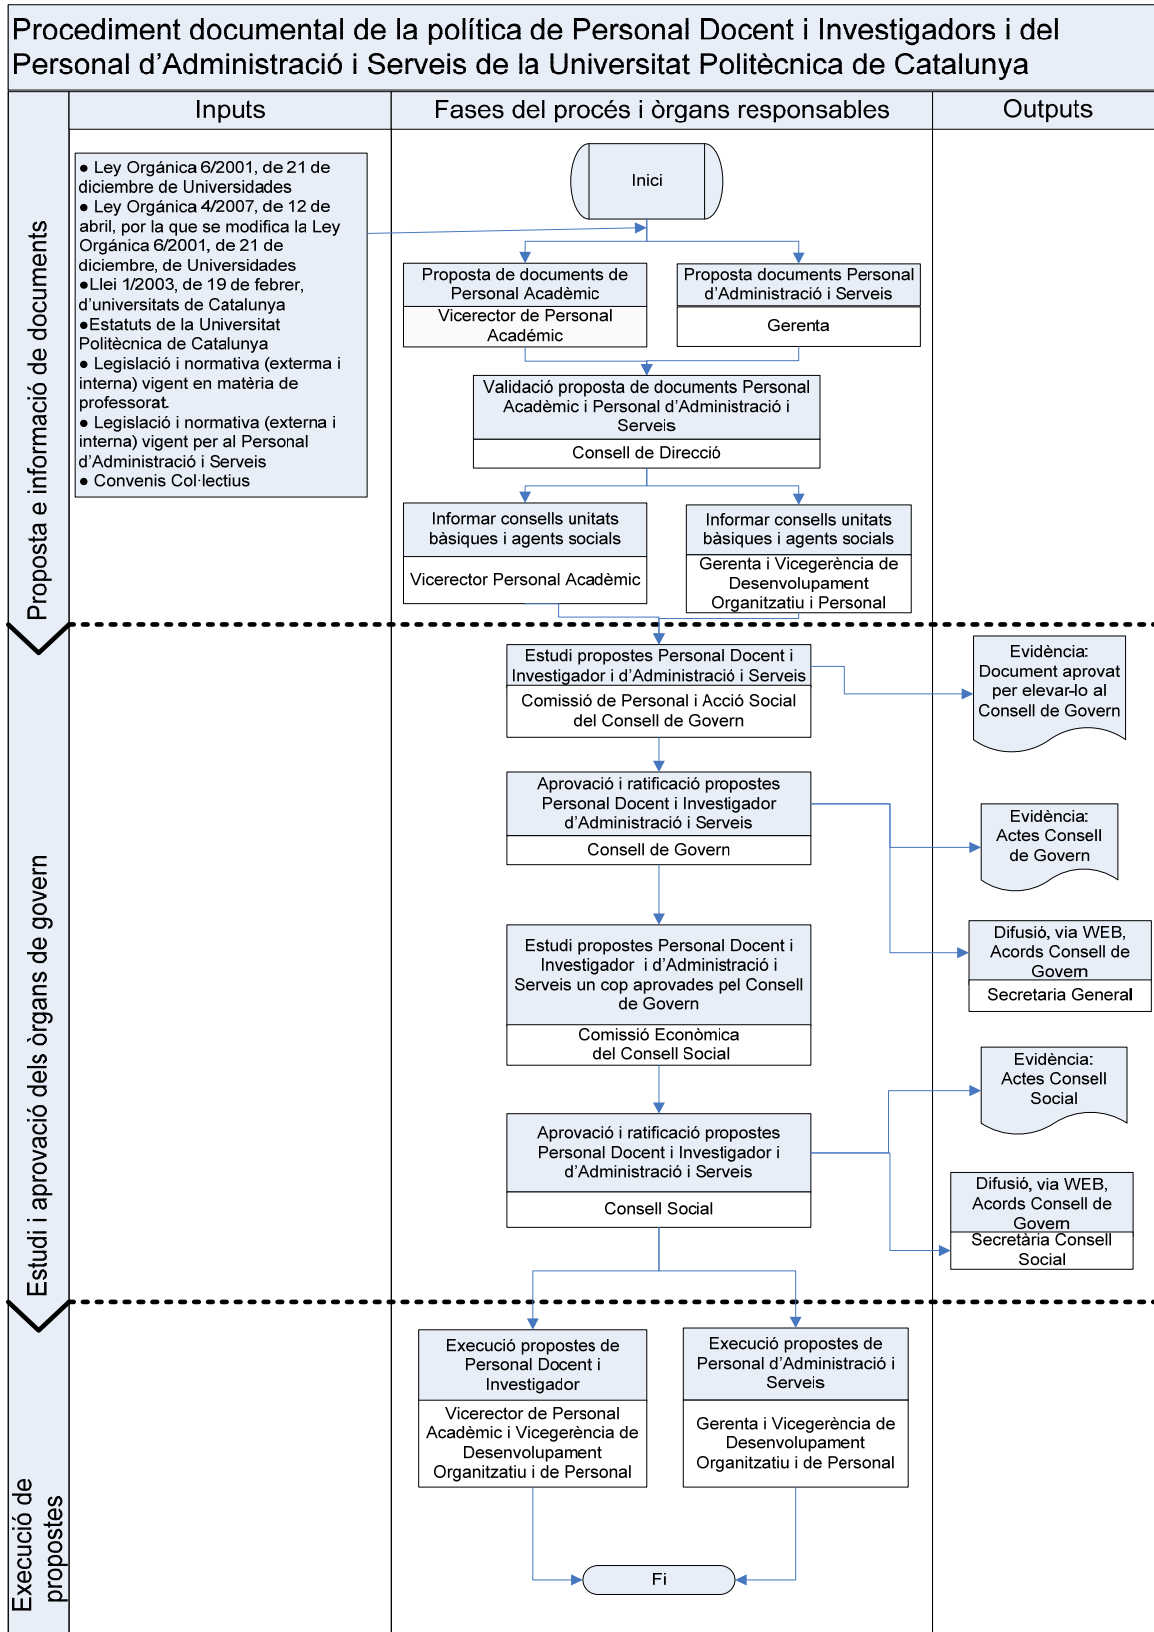 Procediment documental de la política de Personal Docent i Investigadors i del
Personal d’Administració i Serveis de la Universitat Politècnica de Catalunya
Inputs
Fases del procés i òrgans responsables
Outputs
Proposta e informació de documents
● Ley Orgánica 6/2001, de 21 de
diciembre de Universidades
● Ley Orgánica 4/2007, de 12 de
abril, por la que se modifica la Ley
Orgánica 6/2001, de 21 de
diciembre, de Universidades
●Llei 1/2003, de 19 de febrer,
d’universitats de Catalunya
●Estatuts de la Universitat
Politècnica de Catalunya
● Legislació i normativa (exterma i
interna) vigent en matèria de
professorat.
● Legislació i normativa (externa i
interna) vigent per al Personal
d’Administració i Serveis
● Convenis Col·lectius
Inici
Proposta de documents de
Personal Acadèmic
Vicerector de Personal
Académic
Proposta documents Personal
d’Administració i Serveis
Gerenta
Validació proposta de documents Personal
Acadèmic i Personal d’Administració i
Serveis
Consell de Direcció
Informar consells unitats
bàsiques i agents socials
Vicerector Personal Acadèmic
Informar consells unitats
bàsiques i agents socials
Gerenta i Vicegerència de
Desenvolupament
Organitzatiu i Personal
Estudi i aprovació dels òrgans de govern
Estudi propostes Personal Docent i
Investigador i d’Administració i Serveis
Comissió de Personal i Acció Social
del Consell de Govern
Evidència:
Document aprovat
per elevar-lo al
Consell de Govern
Aprovació i ratificació propostes
Personal Docent i Investigador
d’Administració i Serveis
Consell de Govern
Evidència:
Actes Consell
de Govern
Difusió, via WEB,
Acords Consell de
Govern
Secretaria General
Estudi propostes Personal Docent i
Investigador i d’Administració i
Serveis un cop aprovades pel Consell
de Govern
Comissió Econòmica
del Consell Social
Evidència:
Actes Consell
Social
Aprovació i ratificació propostes
Personal Docent i Investigador i
d’Administració i Serveis
Consell Social
Difusió, via WEB,
Acords Consell de
Govern
Secretària Consell
Social
Execució de
propostes
Execució propostes de
Personal Docent i
Investigador
Vicerector de Personal
Acadèmic i Vicegerència de
Desenvolupament
Organitzatiu i de Personal
Execució propostes de
Personal d’Administració i
Serveis
Gerenta i Vicegerència de
Desenvolupament
Organitzatiu i de Personal
Fi